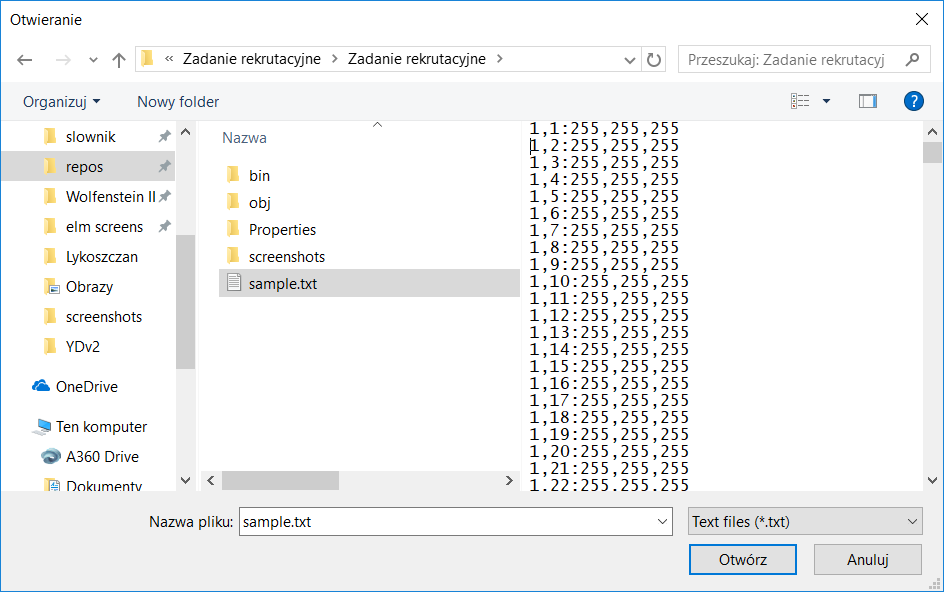 Otwieranie
« Zadanie rekrutacyjne > Zadanie rekrutacyjne >
Przeszukaj: Zadanie rekrutacyj
Organizuj
Nowy folder
?
slownik
repos
Wolfenstein II
elm screens
Lykoszczan
Obrazy
screenshots
YDv2
OneDrive
Ten komputer
A360 Drive
Dokumenty
Nazwa
bin
obj
Properties
screenshots
sample.txt
1,1:255,255,255
1,2:255,255,255
1,3:255,255,255
1,4:255,255,255
1,5:255,255,255
1,6:255,255,255
1,7:255,255,255
1,8:255,255,255
1,9:255,255,255
1,10:255,255,255
1,11:255,255,255
1,12:255,255,255
1,13:255,255,255
1,14:255,255,255
1,15:255,255,255
1,16:255,255,255
1,17:255,255,255
1,18:255,255,255
1,19:255,255,255
1,20:255,255,255
1,21:255,255,255
1,22:255,255,255
Nazwa pliku:
sample.txt
Text files (*.txt)
Otwórz
Anuluj